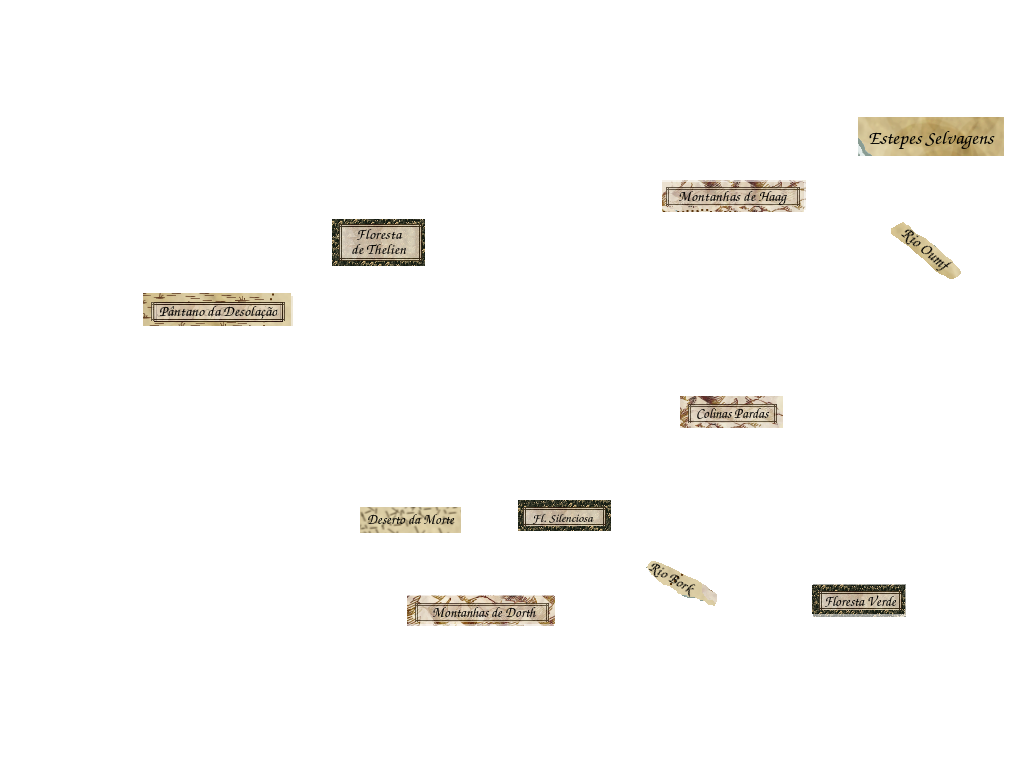 Estepes Selvagens
Montanhas de Haag
Floresta
de Thelien
Rio Oumf
Pântano da Desolação
Colinas Pardas
Deserto da Morte
Fl. Silenciosa
Rio Bork
Floresta Verde
Montanhas de Dorth